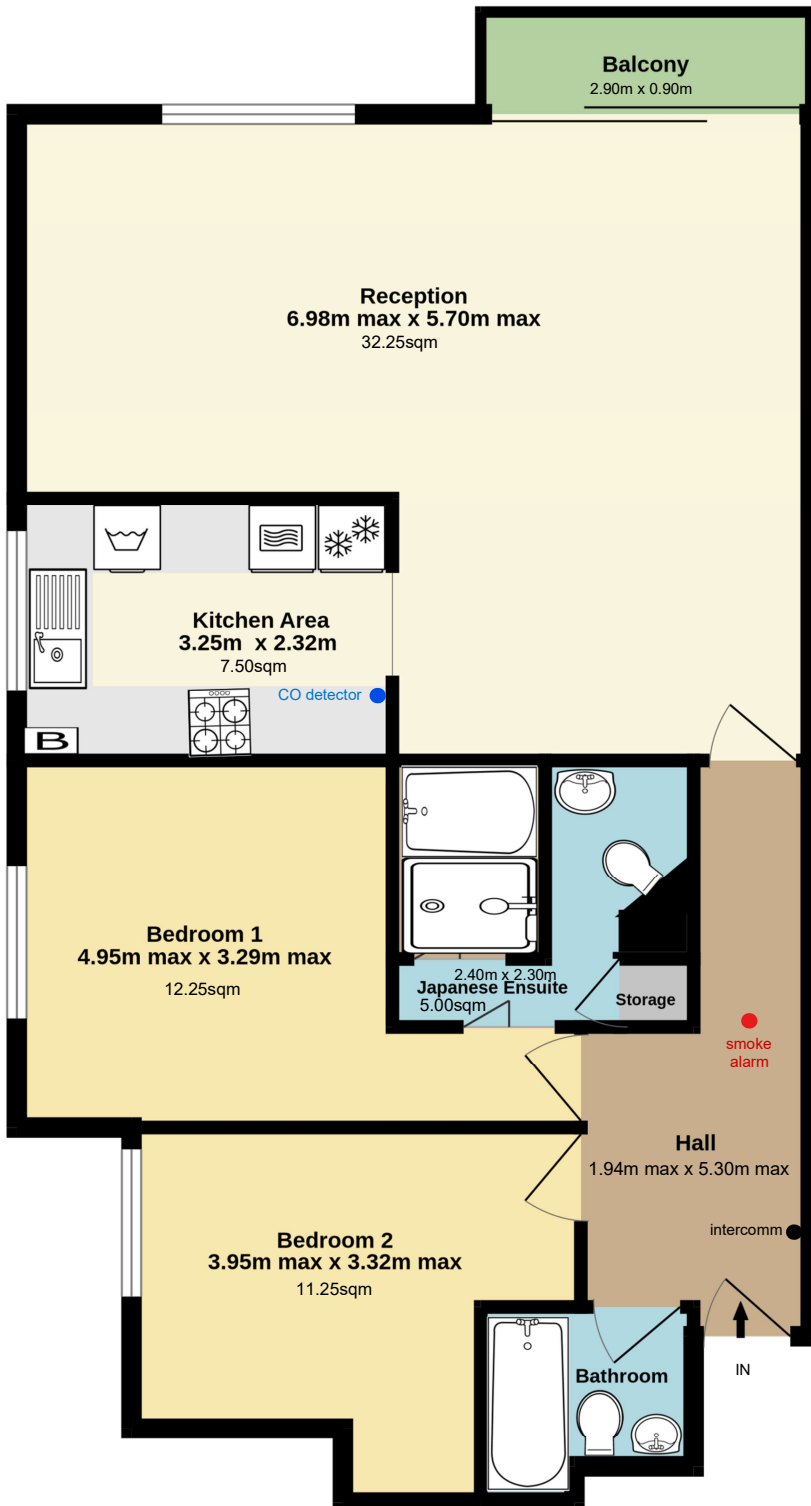 Balcony
2.90m x 0.90m
Reception
6.98m max x 5.70m max
32.25sqm
Kitchen Area
3.25m x 2.32m
7.50sqm
CO detector
B
Bedroom 1
4.95m max x 3.29m max
12.25sqm
2.40m x 2.30m
Japanese Ensuite
5.00sqm
Storage
smoke
alarm
Hall
1.94m max x 5.30m max
intercomm
Bedroom 2
3.95m max x 3.32m max
11.25sqm
Bathroom
IN